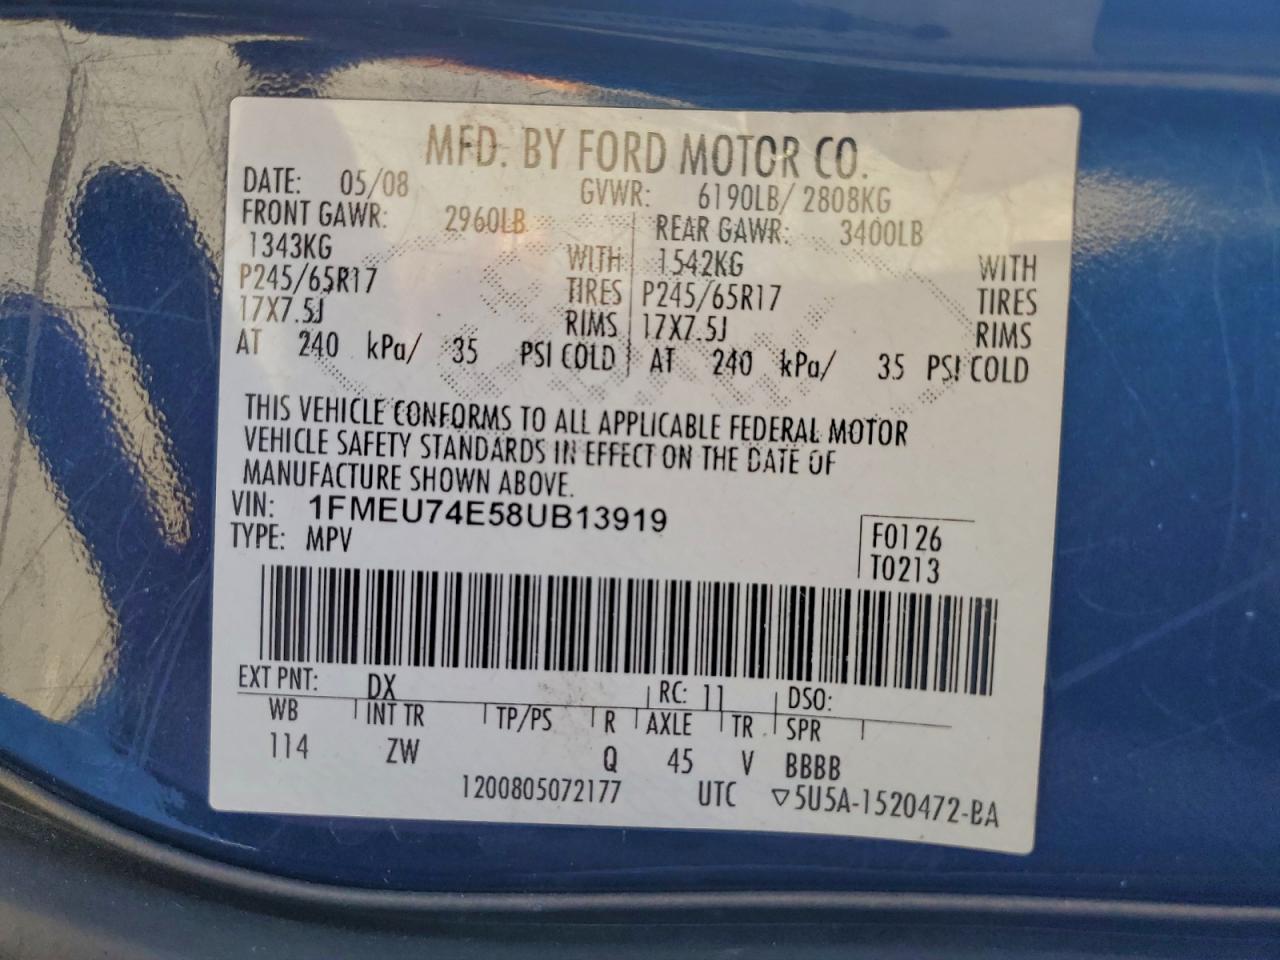 MFD. BY FORD MOTOR CO.
DATE: 05/08 GVWR: 6190LB/ 2808KG
FRONT GAWR: 2960LB REAR GAWR: 3400LB
1343KG WITH 1542KG WITH
P245/65R17 TIRES P245/65R17 TIRES
17X7.5J RIMS 17X7.5J RIMS
AT 240 kPa/ 35 PSI COLD AT 240 kPa/ 35 PSI COLD
THIS VEHICLE CONFORMS TO ALL APPLICABLE FEDERAL MOTOR
VEHICLE SAFETY STANDARDS IN EFFECT ON THE DATE OF
MANUFACTURE SHOWN ABOVE.
VIN: 1FMEU74E58UB13919
TYPE: MPV
F0126
T0213
EXT PNT: DX RC: 11 DSO:
WB INT TR TP/PS R AXLE TR SPR
114 ZW Q 45 V BBBB
1200805072177 UTC ▽5U5A-1520472-BA